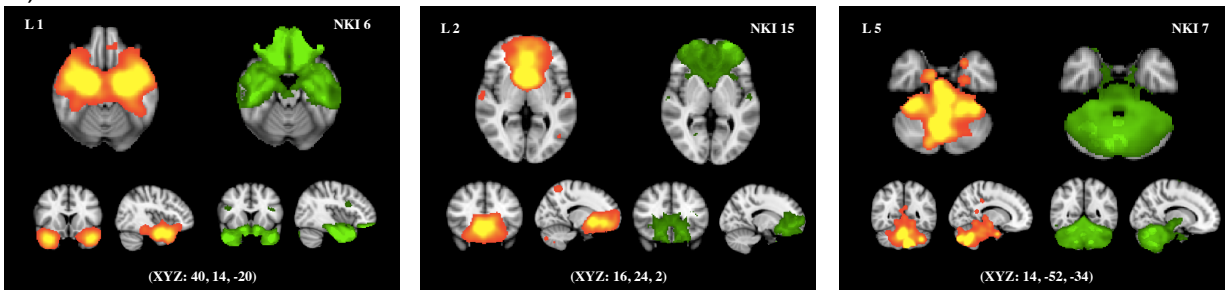 L 1
NKI 6
(XYZ: 40, 14, -20)
L 2
NKI 15
(XYZ: 16, 24, 2)
L 5
NKI 7
(XYZ: 14, -52, -34)